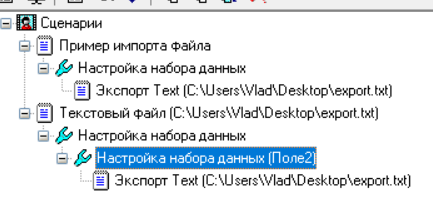 Сценарии
Пример импорта файла
Настройка набора данных
Экспорт Text (C:\Users\Vlad\Desktop\export.txt)
Текстовый файл (C:\Users\Vlad\Desktop\export.txt)
Настройка набора данных
Настройка набора данных (Поле2)
Экспорт Text (C:\Users\Vlad\Desktop\export.txt)